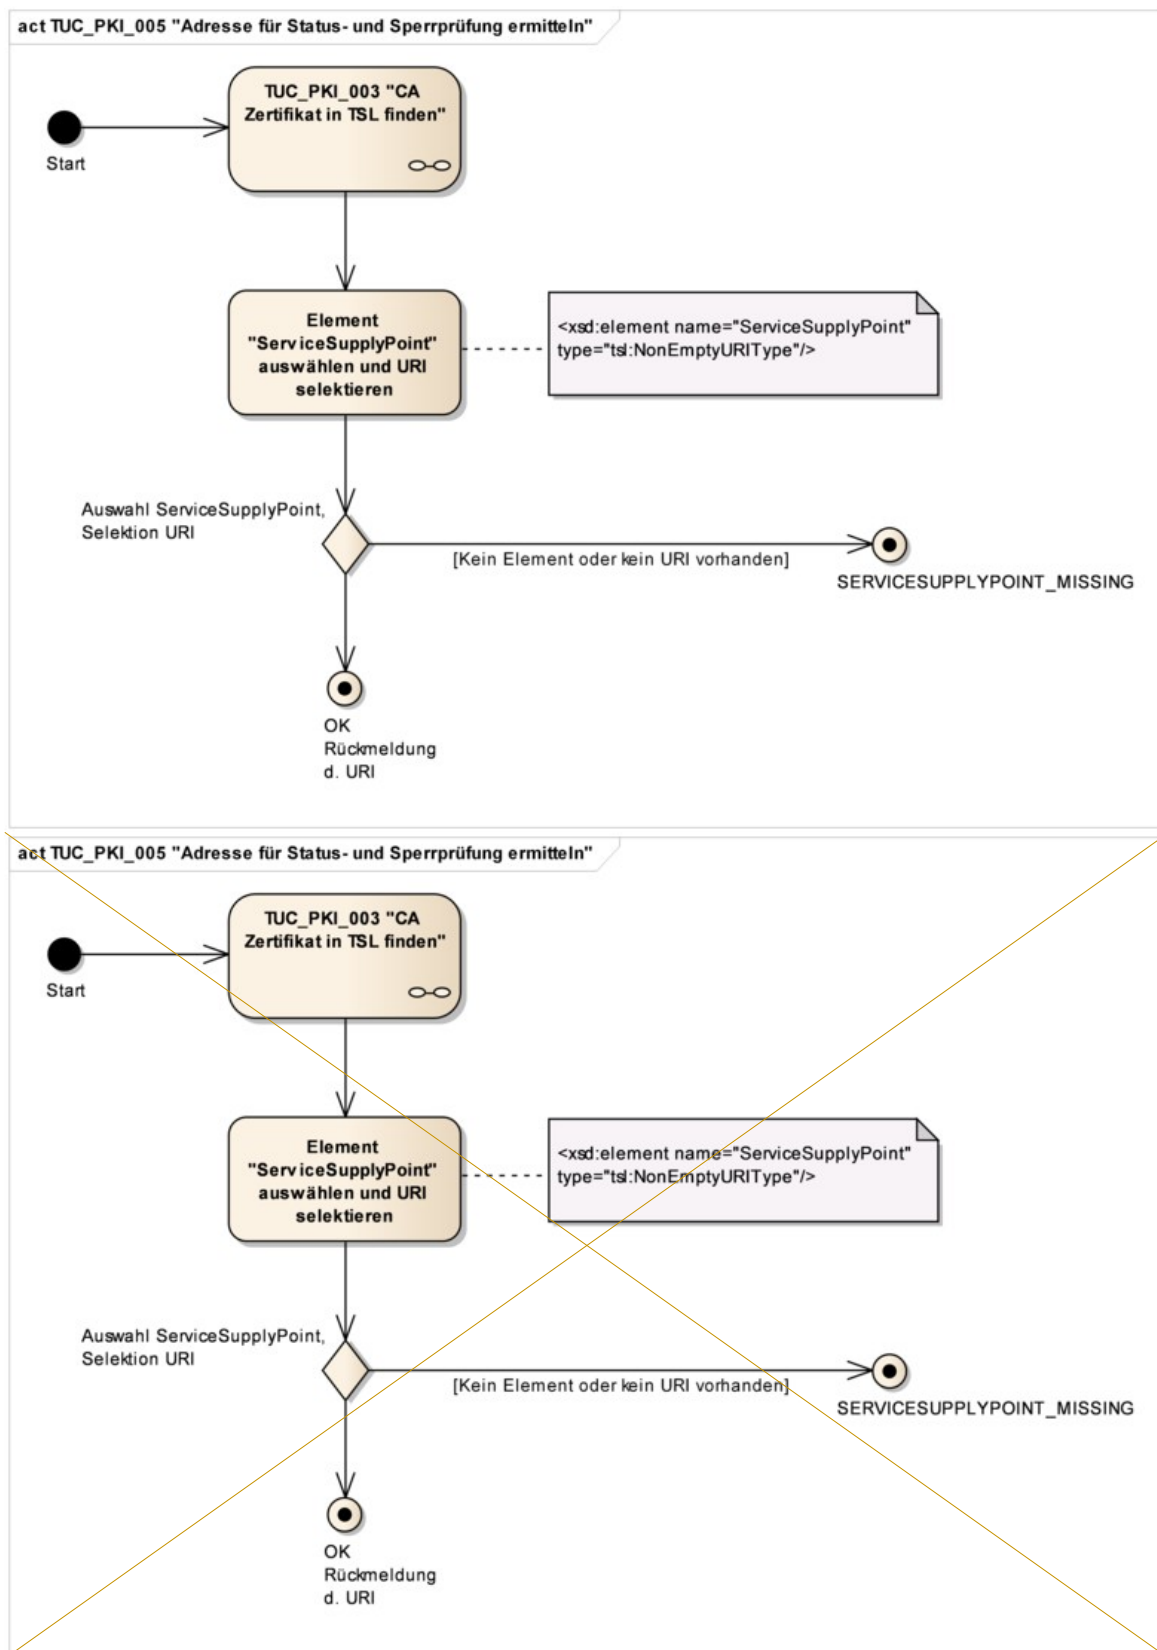 act TUC_PKI_005 "Adresse für Status- und Sperrprüfung ermitteln"
TUC_PKI_003 "CA
Zertifikat in TSL finden"
Start
Element
"ServiceSupplyPoint"
auswählen und URI
selektieren
<xsd:element name="ServiceSupplyPoint"
type="tsl:NonEmptyURIType"/>
Auswahl ServiceSupplyPoint,
Selektion URI
[Kein Element oder kein URI vorhanden]
SERVICESUPPLYPOINT_MISSING
OK
Rückmeldung
d. URI
act TUC_PKI_005 "Adresse für Status- und Sperrprüfung ermitteln"
TUC_PKI_003 "CA
Zertifikat in TSL finden"
Start
Element
"ServiceSupplyPoint"
auswählen und URI
selektieren
<xsd:element name="ServiceSupplyPoint"
type="tsl:NonEmptyURIType"/>
Auswahl ServiceSupplyPoint,
Selektion URI
[Kein Element oder kein URI vorhanden]
SERVICESUPPLYPOINT_MISSING
OK
Rückmeldung
d. URI